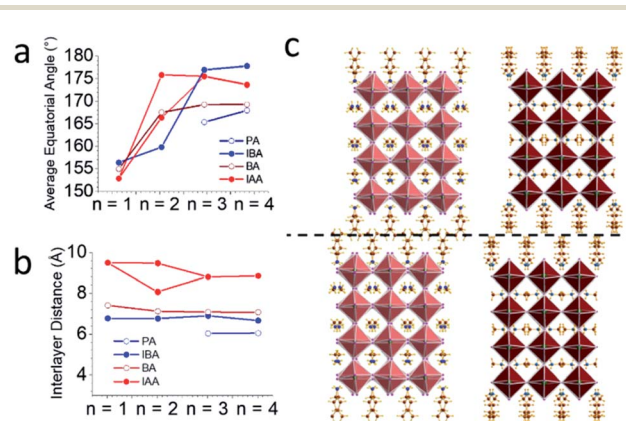 a
Average Equatorial Angle (°)
180
175
170
165
160
155
150
PA
IBA
BA
IAA
n = 1 n = 2 n = 3 n = 4
b
Interlayer Distance (Å)
10
8
6
4
PA
IBA
BA
IAA
n = 1 n = 2 n = 3 n = 4
c